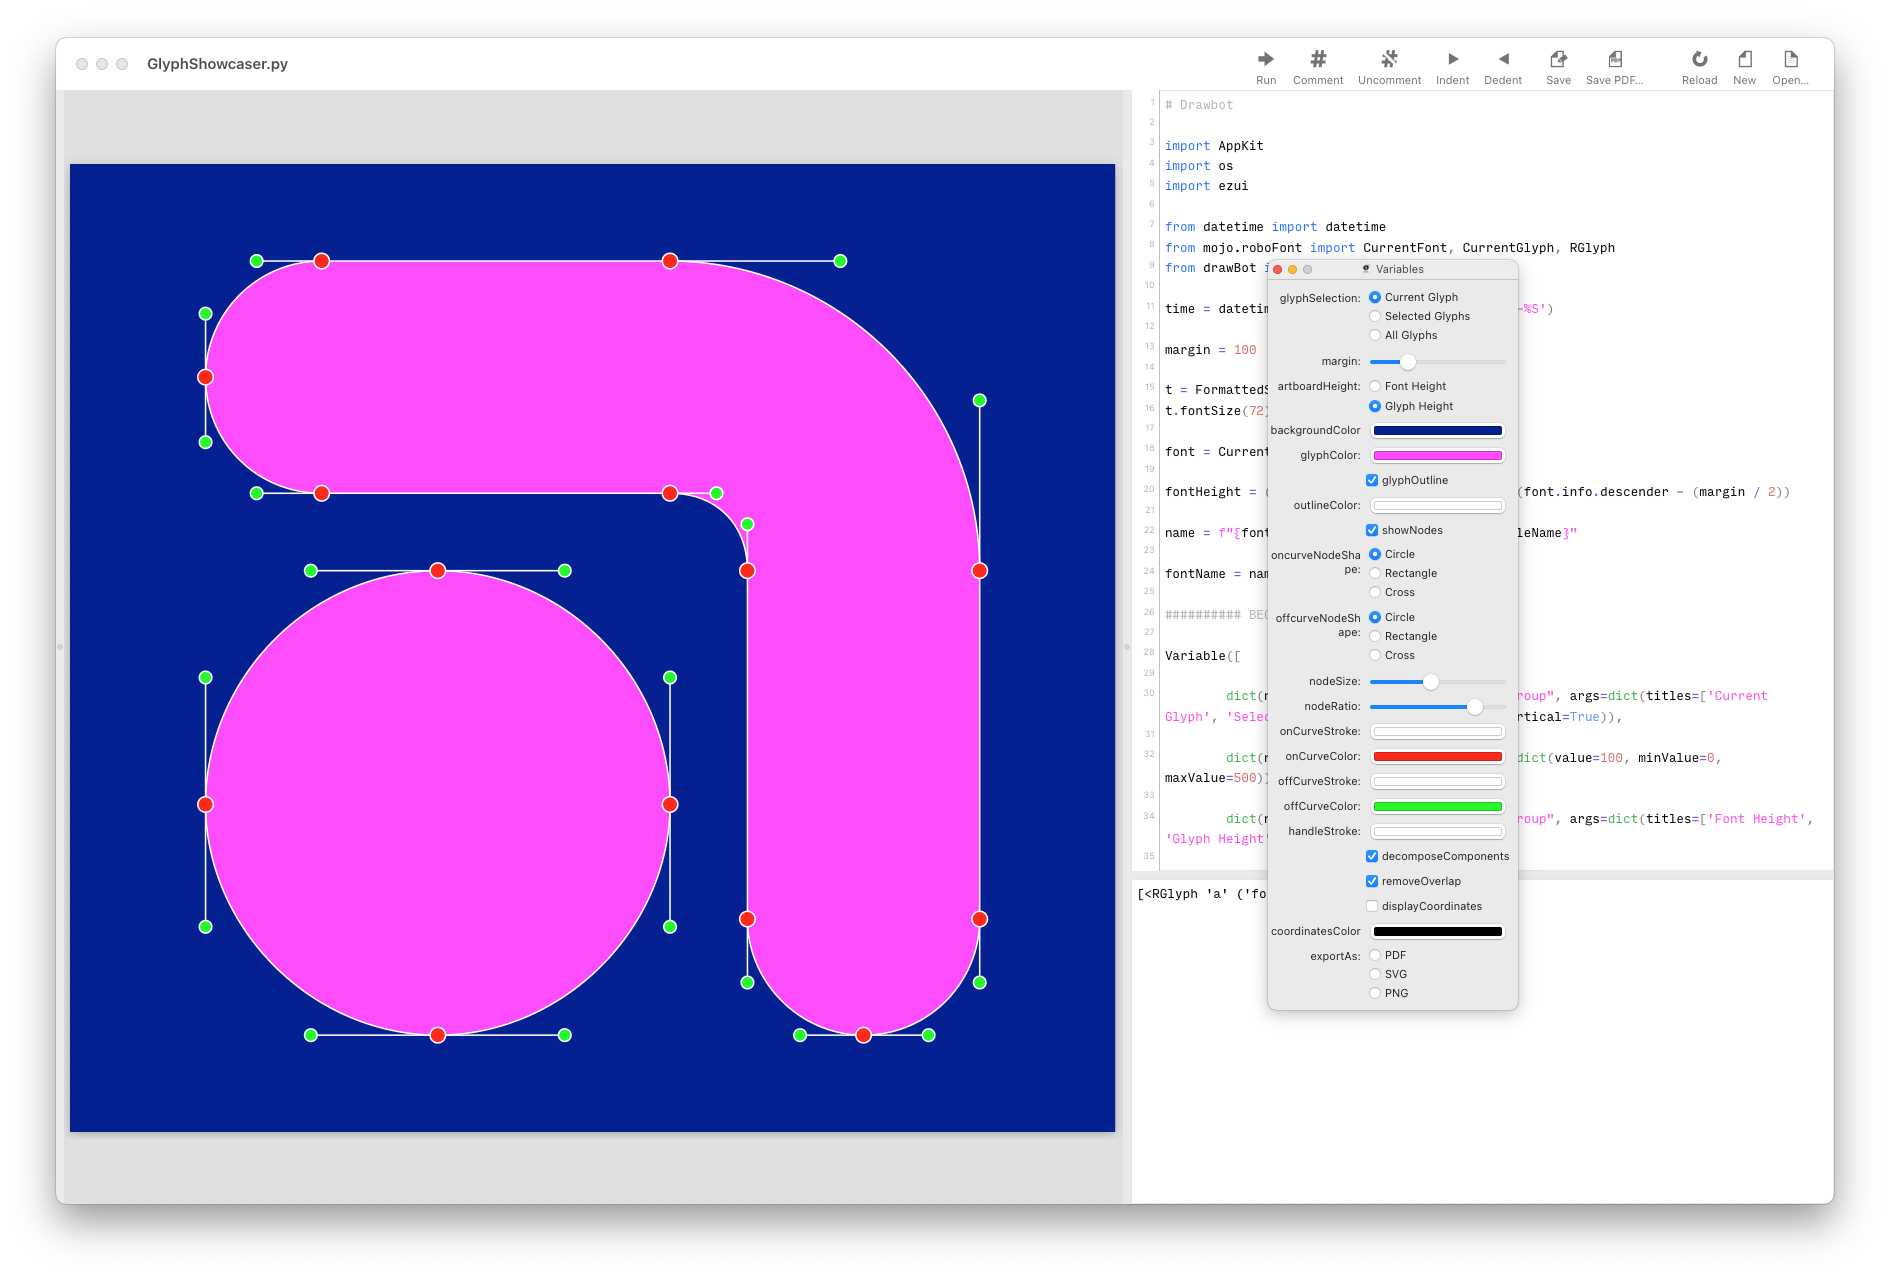 GlyphShowcaser.py
Run Comment Uncomment Indent Dedent Save Save PDF... Reload New Open...
1 # Drawbot
2
3 import AppKit
4 import os
5 import ezui
6
7 from datetime import datetime
8 from mojo.roboFont import CurrentFont, CurrentGlyph, RGlyph
9 from drawBot
10
11 time = datetim -%S')
12
13 margin = 100
14
15 t = FormattedS
16 t.fontSize(72)
17
18 font = Current
19
20 fontHeight = ( (font.info.descender - (margin / 2))
21
22 name = f"{font leName}"
23
24 fontName = nam
25
26 ########## BEG
27
28 Variable([
29
30 dict(n roup", args=dict(titles=['Current
Glyph', 'Selec rtical=True)),
31
32 dict(n dict(value=100, minValue=0,
maxValue=500))
33
34 dict(n roup", args=dict(titles=['Font Height',
'Glyph Height'
35
[<RGlyph 'a' ('fo
Variables
glyphSelection: Current Glyph
Selected Glyphs
All Glyphs
margin:
artboardHeight: Font Height
Glyph Height
backgroundColor
glyphColor:
glyphOutline
outlineColor:
showNodes
oncurveNodeSha
pe:
Circle
Rectangle
Cross
offcurveNodeSh
ape:
Circle
Rectangle
Cross
nodeSize:
nodeRatio:
onCurveStroke:
onCurveColor:
offCurveStroke:
offCurveColor:
handleStroke:
decomposeComponents
removeOverlap
displayCoordinates
coordinatesColor
exportAs: PDF
SVG
PNG